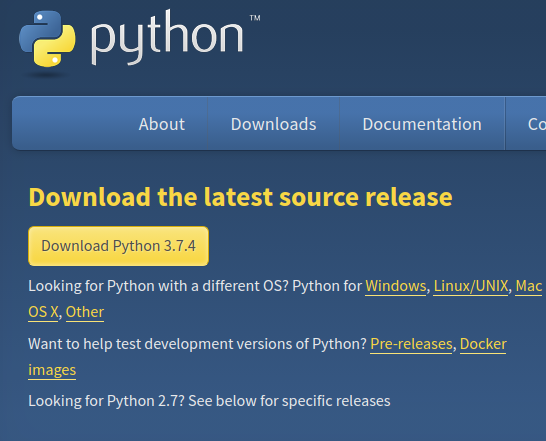 python™
About Downloads Documentation Co
Download the latest source release
Download Python 3.7.4
Looking for Python with a different OS? Python for Windows, Linux/UNIX, Mac
OS X, Other
Want to help test development versions of Python? Pre-releases, Docker
images
Looking for Python 2.7? See below for specific releases